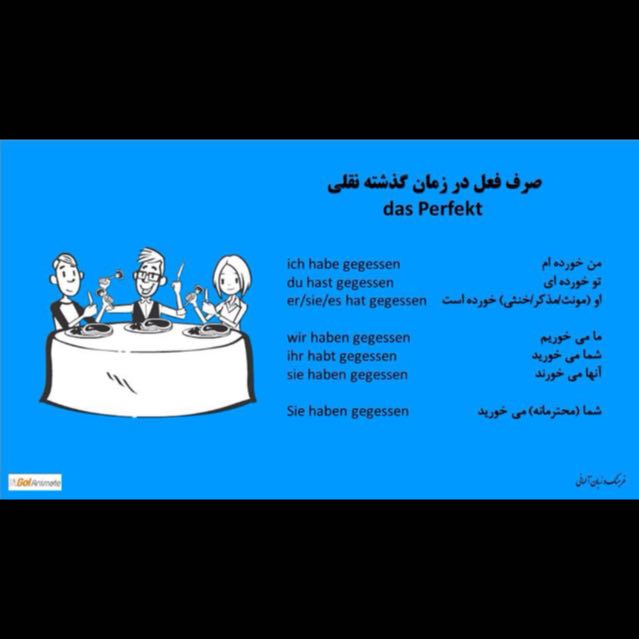 صرف فعل در زمان گذشته نقلی
das Perfekt
ich habe gegessen من خورده ام
du hast gegessen تو خورده ای
er/sie/es hat gegessen او (مونث/مذکر/خنثی) خورده است
wir haben gegessen ما می خوریم
ihr habt gegessen شما می خورید
sie haben gegessen آنها می خورند
Sie haben gegessen شما (محترمانه) می خورید
Go!Animate فرهنگ و زبان آلمانی